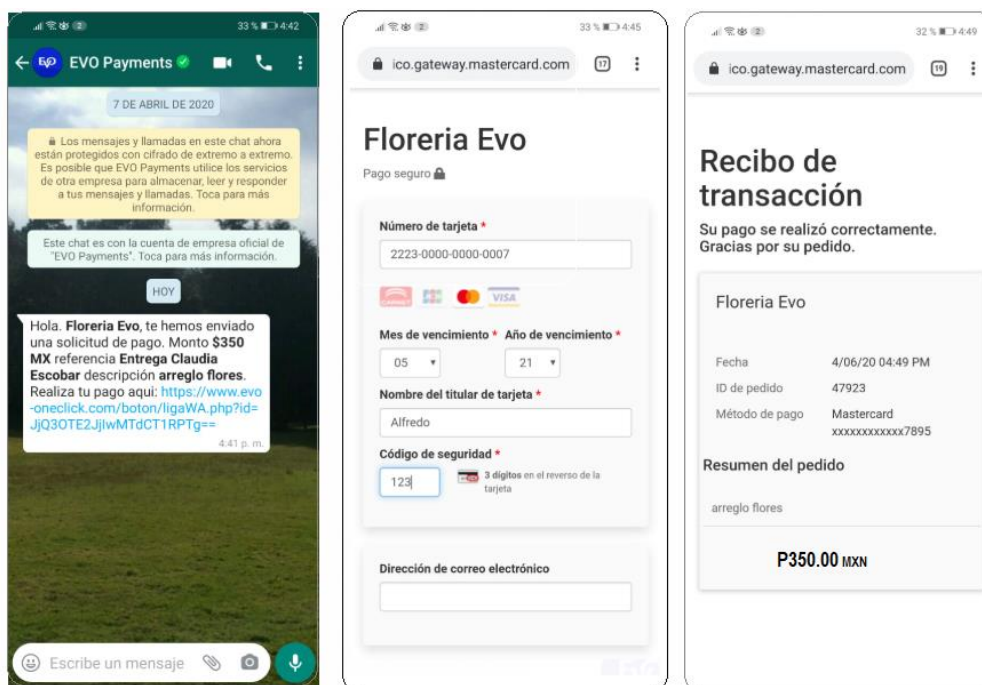 33 % 4:42
EVO EVO Payments
7 DE ABRIL DE 2020
Los mensajes y llamadas en este chat ahora
están protegidos con cifrado de extremo a extremo.
Es posible que EVO Payments utilice los servicios
de otra empresa para almacenar, leer y responder
a tus mensajes y llamadas. Toca para más
información.
Este chat es con la cuenta de empresa oficial de
"EVO Payments". Toca para más información.
HOY
Hola. Floreria Evo, te hemos enviado
una solicitud de pago. Monto $350
MX referencia Entrega Claudia
Escobar descripción arreglo flores.
Realiza tu pago aqui: https://www.evo
-oneclick.com/boton/ligaWA.php?id=
JjQ3OTE2JjIwMTdCT1RPTg==
4:41 p. m.
Escribe un mensaje
33 % 4:45
ico.gateway.mastercard.com 17
Floreria Evo
Pago seguro
Número de tarjeta *
2223-0000-0000-0007
JCB VISA
Mes de vencimiento * Año de vencimiento *
05 21
Nombre del titular de tarjeta *
Alfredo
Código de seguridad *
123 3 dígitos en el reverso de la
tarjeta
Dirección de correo electrónico
32 % 4:49
ico.gateway.mastercard.com 19
Recibo de
transacción
Su pago se realizó correctamente.
Gracias por su pedido.
Floreria Evo
Fecha 4/06/20 04:49 PM
ID de pedido 47923
Método de pago Mastercard
xxxxxxxxxxxx7895
Resumen del pedido
arreglo flores
P350.00 MXN